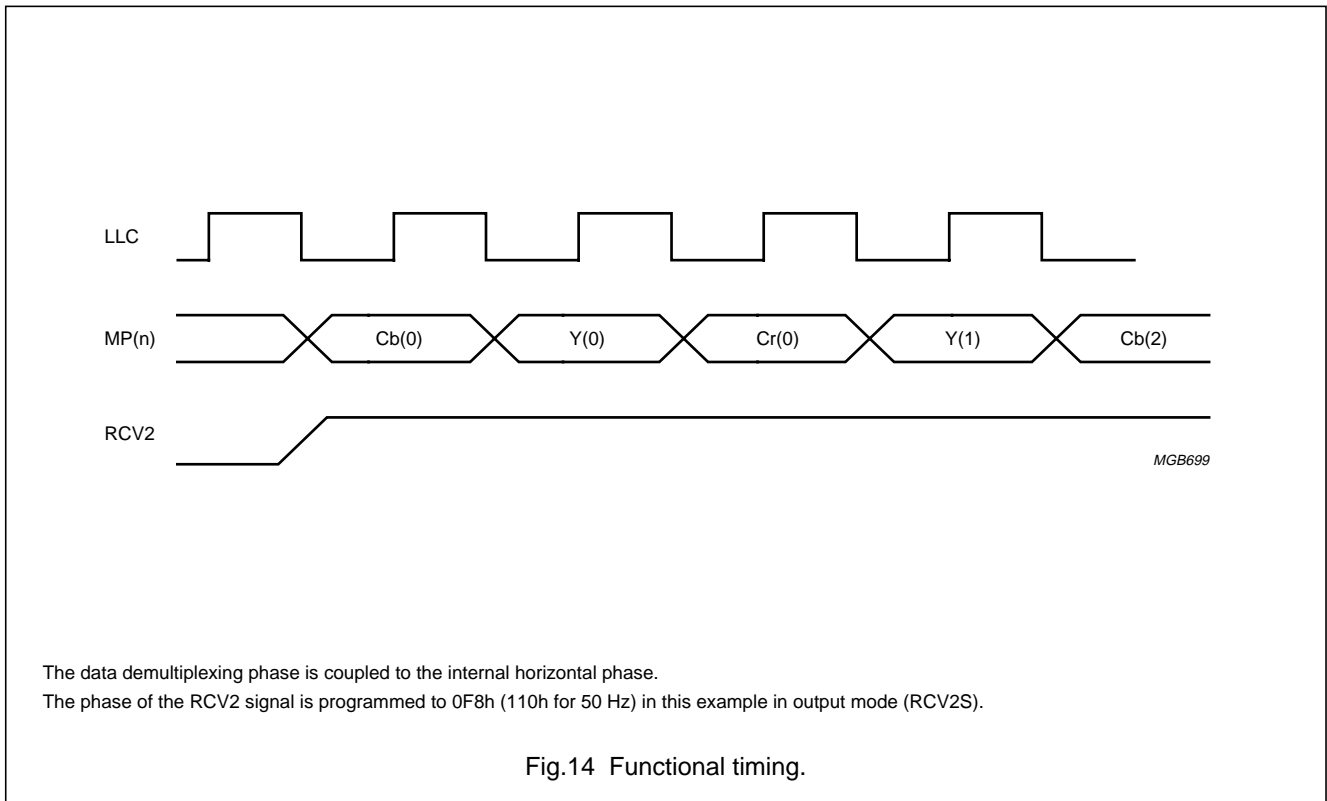 LLC
MP(n) Cb(0) Y(0) Cr(0) Y(1) Cb(2)
RCV2
MGB699
The data demultiplexing phase is coupled to the internal horizontal phase.
The phase of the RCV2 signal is programmed to 0F8h (110h for 50 Hz) in this example in output mode (RCV2S).
Fig.14 Functional timing.